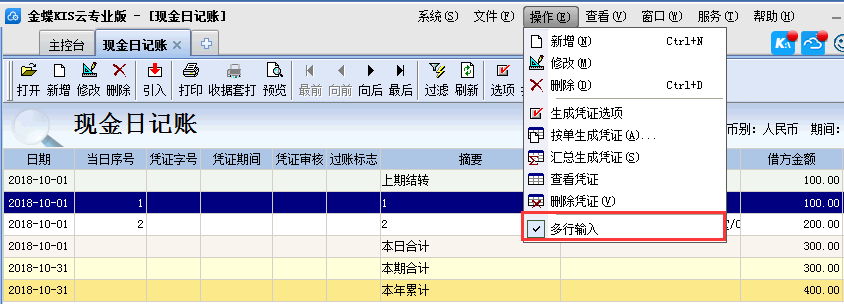 金蝶KIS云专业版 - [现金日记账]
系统(S) 文件(F) 操作(E) 查看(V) 窗口(W) 服务(T) 帮助(H)
主控台 现金日记账
打开 新增 修改 删除 引入 打印 收据套打 预览 最前 向前 向后 最后 过滤 刷新 选项
新增(N) Ctrl+N
修改(M)
删除(D) Ctrl+D
生成凭证选项
按单生成凭证(A)...
汇总生成凭证(S)
查看凭证
删除凭证(Y)
多行输入
现金日记账
币别: 人民币 期间:
日期 当日序号 凭证字号 凭证期间 凭证审核 过账标志 摘要 借方金额
2018-10-01 上期结转 100.00
2018-10-01 1 1 100.00
2018-10-01 2 2 200.00
2018-10-01 本日合计 300.00
2018-10-31 本期合计 300.00
2018-10-31 本年累计 400.00